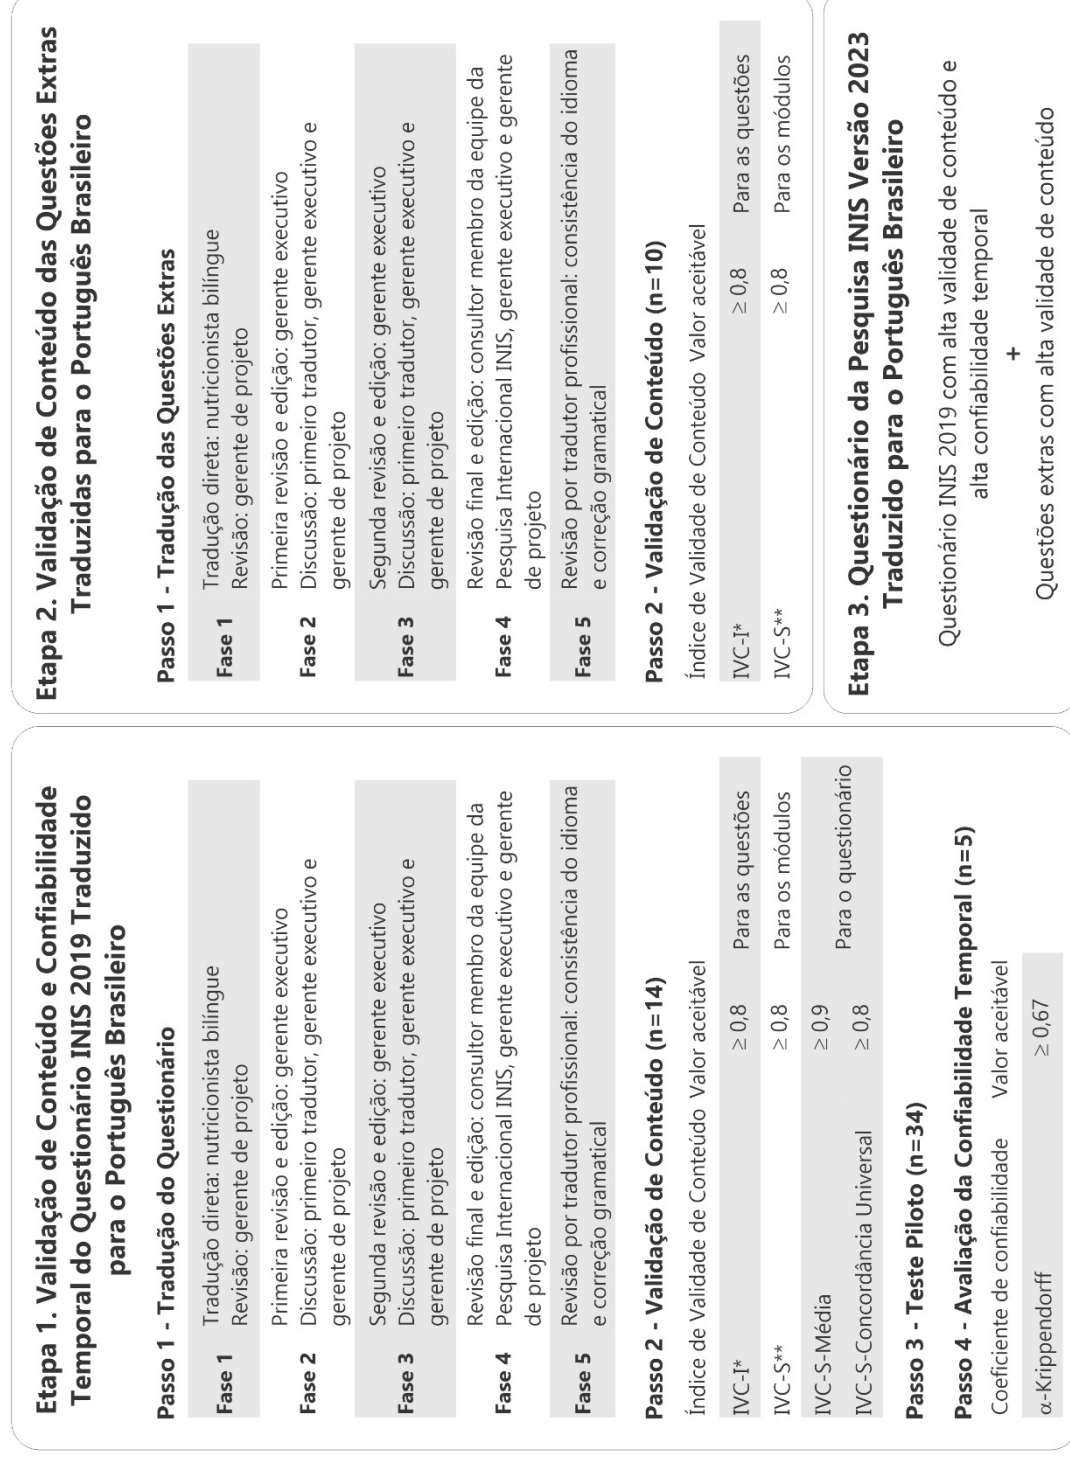 Etapa 1. Validação de Conteúdo e Confiabilidade
Temporal do Questionário INIS 2019 Traduzido
para o Português Brasileiro
Passo 1 - Tradução do Questionário
Fase 1
Tradução direta: nutricionista bilíngue
Revisão: gerente de projeto
Fase 2
Primeira revisão e edição: gerente executivo
Discussão: primeiro tradutor, gerente executivo e
gerente de projeto
Fase 3
Segunda revisão e edição: gerente executivo
Discussão: primeiro tradutor, gerente executivo e
gerente de projeto
Fase 4
Revisão final e edição: consultor membro da equipe da
Pesquisa Internacional INIS, gerente executivo e gerente
de projeto
Fase 5
Revisão por tradutor profissional: consistência do idioma
e correção gramatical
Passo 2 - Validação de Conteúdo (n=14)
Índice de Validade de Conteúdo Valor aceitável
IVC-I* ≥ 0,8 Para as questões
IVC-S** ≥ 0,8 Para os módulos
IVC-S-Média ≥ 0,9
Para o questionário
IVC-S-Concordância Universal ≥ 0,8
Passo 3 - Teste Piloto (n=34)
Passo 4 - Avaliação da Confiabilidade Temporal (n=5)
Coeficiente de confiabilidade Valor aceitável
α-Krippendorff ≥ 0,67
Etapa 2. Validação de Conteúdo das Questões Extras
Traduzidas para o Português Brasileiro
Passo 1 - Tradução das Questões Extras
Fase 1
Tradução direta: nutricionista bilíngue
Revisão: gerente de projeto
Fase 2
Primeira revisão e edição: gerente executivo
Discussão: primeiro tradutor, gerente executivo e
gerente de projeto
Fase 3
Segunda revisão e edição: gerente executivo
Discussão: primeiro tradutor, gerente executivo e
gerente de projeto
Fase 4
Revisão final e edição: consultor membro da equipe da
Pesquisa Internacional INIS, gerente executivo e gerente
de projeto
Fase 5
Revisão por tradutor profissional: consistência do idioma
e correção gramatical
Passo 2 - Validação de Conteúdo (n=10)
Índice de Validade de Conteúdo Valor aceitável
IVC-I* ≥ 0,8 Para as questões
IVC-S** ≥ 0,8 Para os módulos
Etapa 3. Questionário da Pesquisa INIS Versão 2023
Traduzido para o Português Brasileiro
Questionário INIS 2019 com alta validade de conteúdo e
alta confiabilidade temporal
+
Questões extras com alta validade de conteúdo